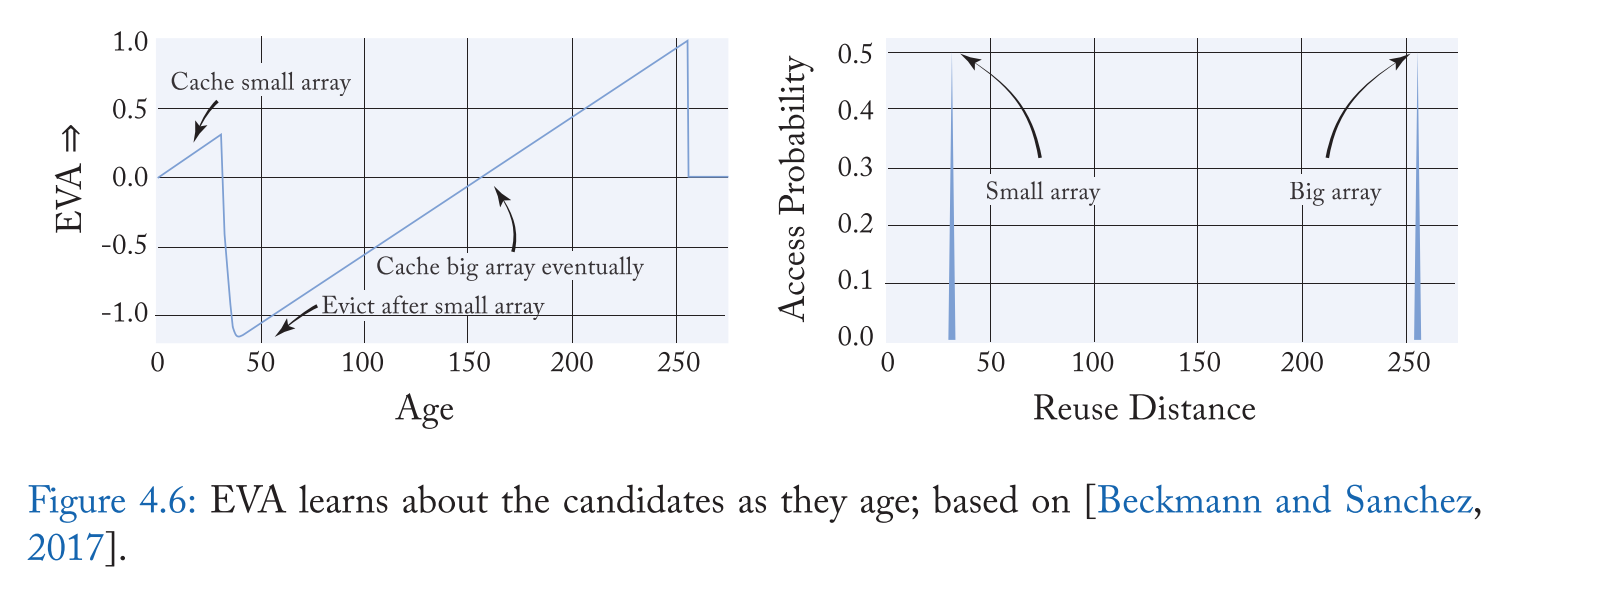 1.0
0.5
0.0
-0.5
-1.0
EVA ⇒
Cache small array
Cache big array eventually
Evict after small array
0 50 100 150 200 250
Age
0.5
0.4
0.3
0.2
0.1
0.0
Access Probability
Small array
Big array
0 50 100 150 200 250
Reuse Distance
Figure 4.6: EVA learns about the candidates as they age; based on [Beckmann and Sanchez,
2017].